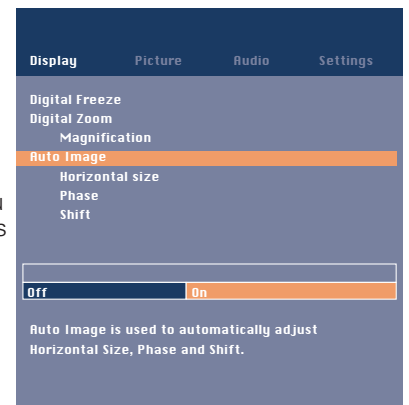 Display Picture Audio Settings
Digital Freeze
Digital Zoom
Magnification
Auto Image
Horizontal size
Phase
Shift
Off On
Auto Image is used to automatically adjust
Horizontal Size, Phase and Shift.